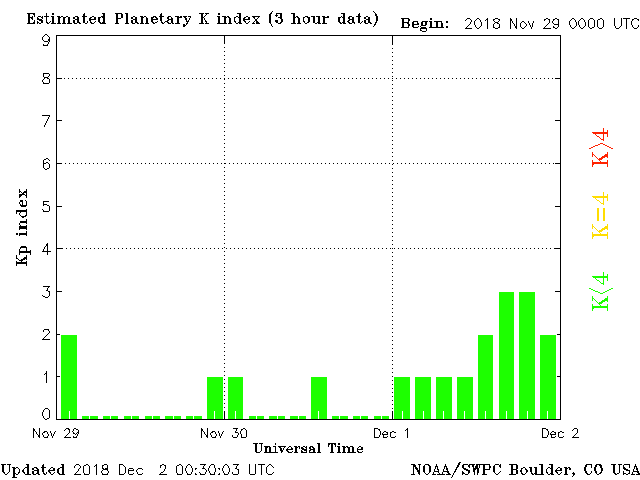 Estimated Planetary K index (3 hour data) Begin: 2018 Nov 29 0000 UTC
9
8
7
6
5
4
3
2
1
0
Kp index
K>4
K=4
K<4
Nov 29 Nov 30 Dec 1 Dec 2
Universal Time
Updated 2018 Dec 2 00:30:03 UTC NOAA/SWPC Boulder, CO USA